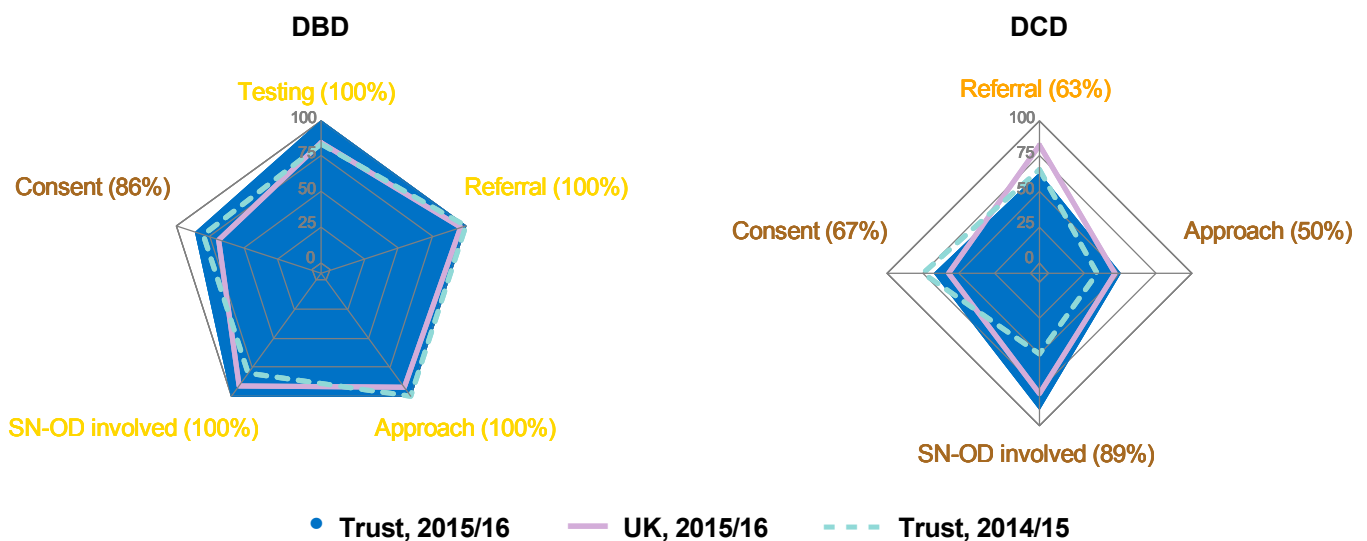 DBD
Testing (100%)
100
75
50
25
0
Consent (86%)
Referral (100%)
SN-OD involved (100%)
Approach (100%)
DCD
Referral (63%)
100
75
50
25
0
Consent (67%)
Approach (50%)
SN-OD involved (89%)
Trust, 2015/16
UK, 2015/16
Trust, 2014/15